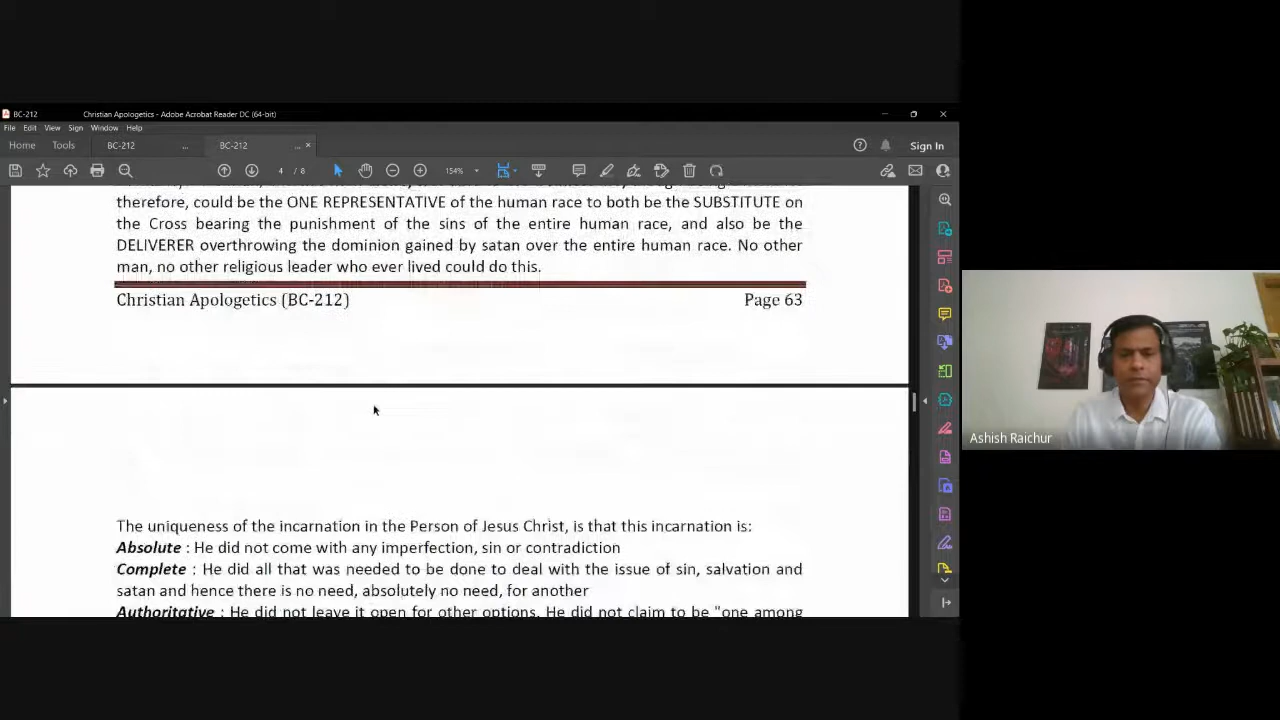 BC-212
Christian Apologetics - Adobe Acrobat Reader DC (64-bit)
File Edit View Sign Window Help
Home Tools BC-212 ... BC-212 ... ×
Sign In
4 / 8 154%
therefore, could be the ONE REPRESENTATIVE of the human race to both be the SUBSTITUTE on
the Cross bearing the punishment of the sins of the entire human race, and also be the
DELIVERER overthrowing the dominion gained by satan over the entire human race. No other
man, no other religious leader who ever lived could do this.
Christian Apologetics (BC-212) Page 63
The uniqueness of the incarnation in the Person of Jesus Christ, is that this incarnation is:
Absolute : He did not come with any imperfection, sin or contradiction
Complete : He did all that was needed to be done to deal with the issue of sin, salvation and
satan and hence there is no need, absolutely no need, for another
Authoritative : He did not leave it open for other options. He did not claim to be "one among
Ashish Raichur